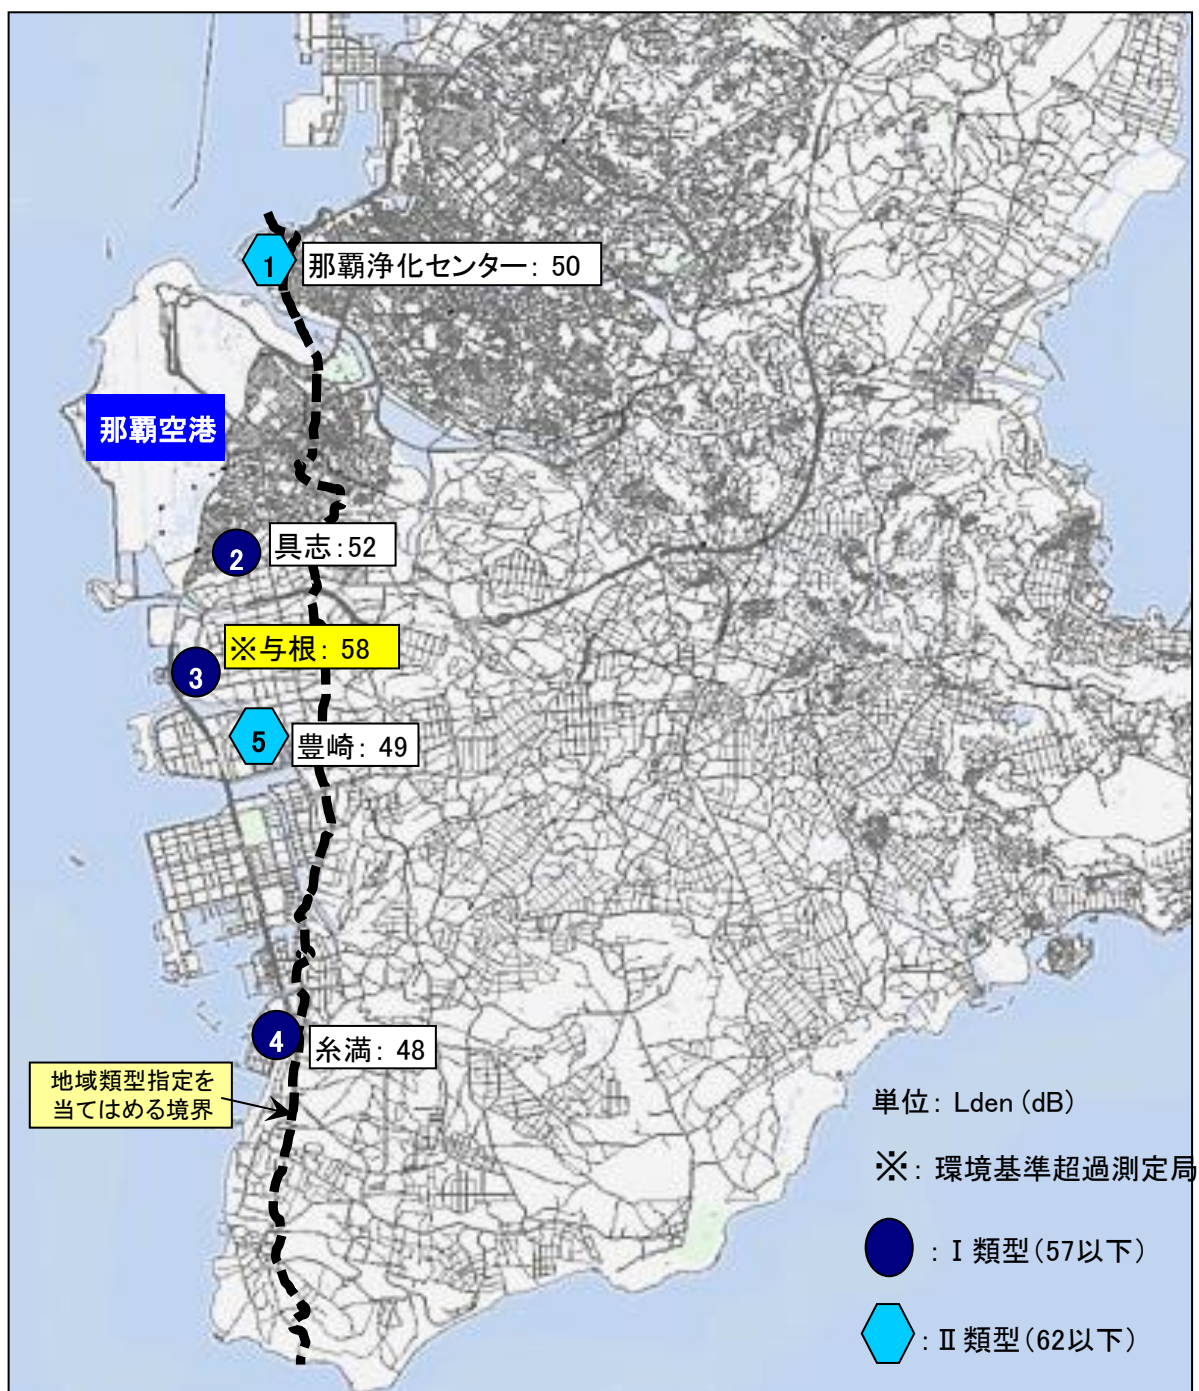 1
那覇浄化センター: 50
那覇空港
2
具志:52
※与根: 58
3
5
豊崎: 49
4
糸満: 48
地域類型指定を
当てはめる境界
単位: Lden (dB)
※: 環境基準超過測定局
: Ⅰ類型(57以下)
: Ⅱ類型(62以下)